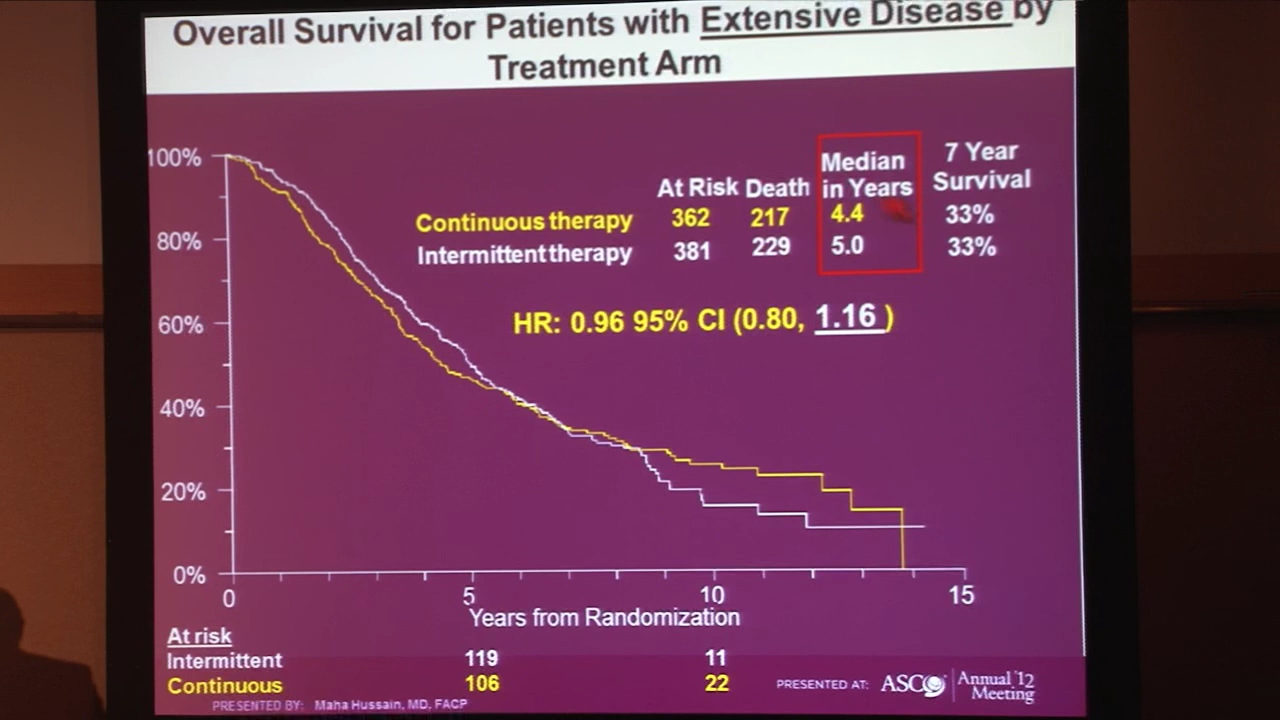 Overall Survival for Patients with Extensive Disease by
Treatment Arm
100%
80%
60%
40%
20%
0%
At Risk Death Median in Years 7 Year Survival
Continuous therapy 362 217 4.4 33%
Intermittent therapy 381 229 5.0 33%
HR: 0.96 95% CI (0.80, 1.16 )
0 5 10 15
Years from Randomization
At risk
Intermittent 119 11
Continuous 106 22
PRESENTED BY: Maha Hussain, MD, FACP
PRESENTED AT: ASCO Annual '12 Meeting